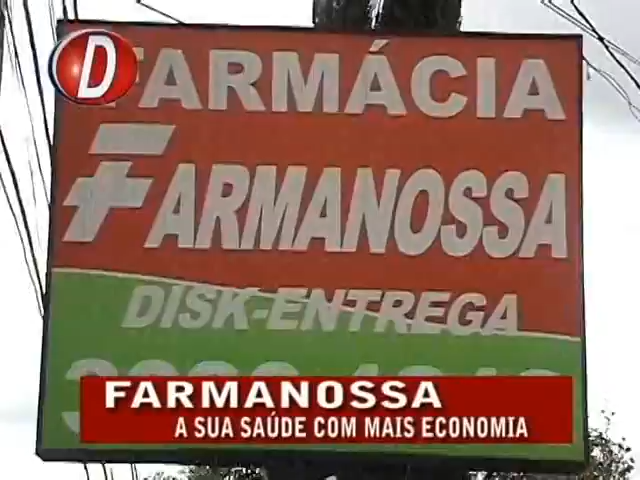 D
FARMÁCIA
FARMANOSSA
DISK-ENTREGA
FARMANOSSA
A SUA SAÚDE COM MAIS ECONOMIA